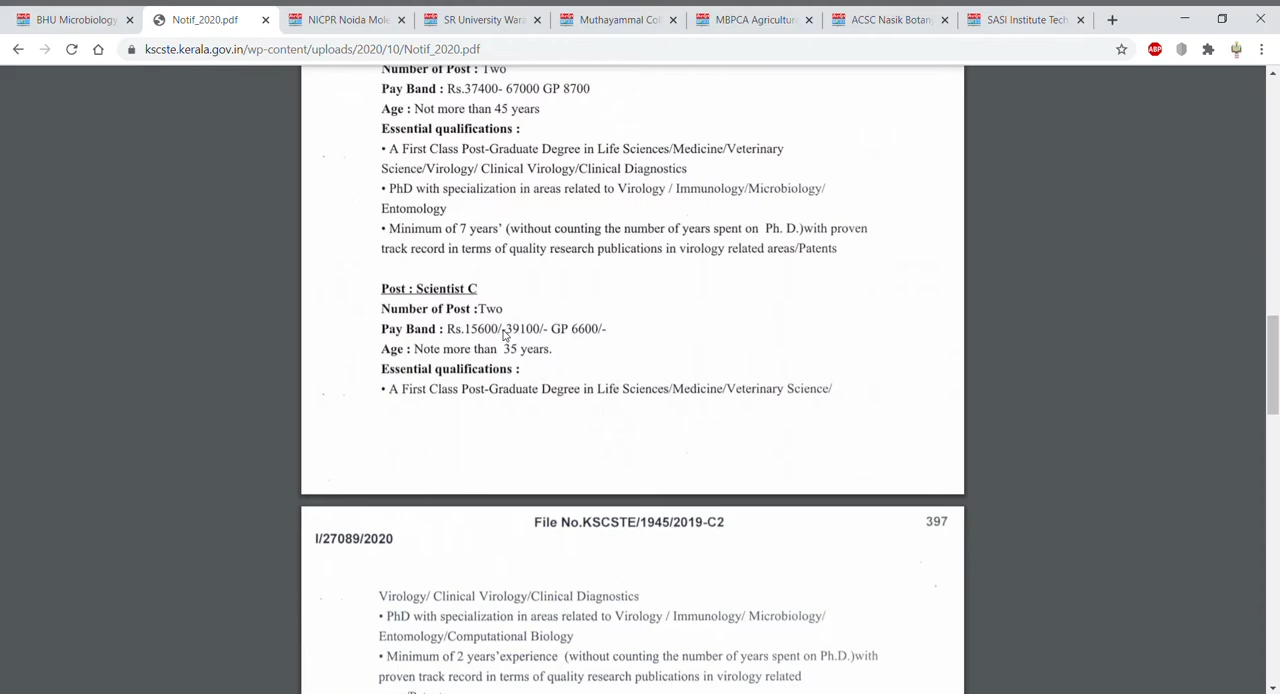 BHU Microbiology
Notif_2020.pdf
NICPR Noida Mole
SR University Wara
Muthayammal Coll
MBPCA Agriculture
ACSC Nasik Botan
SASI Institute Tech
kscste.kerala.gov.in/wp-content/uploads/2020/10/Notif_2020.pdf
ABP
Number of Post : Two
Pay Band : Rs.37400- 67000 GP 8700
Age : Not more than 45 years
Essential qualifications :
• A First Class Post-Graduate Degree in Life Sciences/Medicine/Veterinary
Science/Virology/ Clinical Virology/Clinical Diagnostics
• PhD with specialization in areas related to Virology / Immunology/Microbiology/
Entomology
• Minimum of 7 years' (without counting the number of years spent on Ph. D.)with proven
track record in terms of quality research publications in virology related areas/Patents
Post : Scientist C
Number of Post :Two
Pay Band : Rs.15600/-39100/- GP 6600/-
Age : Note more than 35 years.
Essential qualifications :
• A First Class Post-Graduate Degree in Life Sciences/Medicine/Veterinary Science/
File No.KSCSTE/1945/2019-C2
397
I/27089/2020
Virology/ Clinical Virology/Clinical Diagnostics
• PhD with specialization in areas related to Virology / Immunology/ Microbiology/
Entomology/Computational Biology
• Minimum of 2 years'experience (without counting the number of years spent on Ph.D.)with
proven track record in terms of quality research publications in virology related